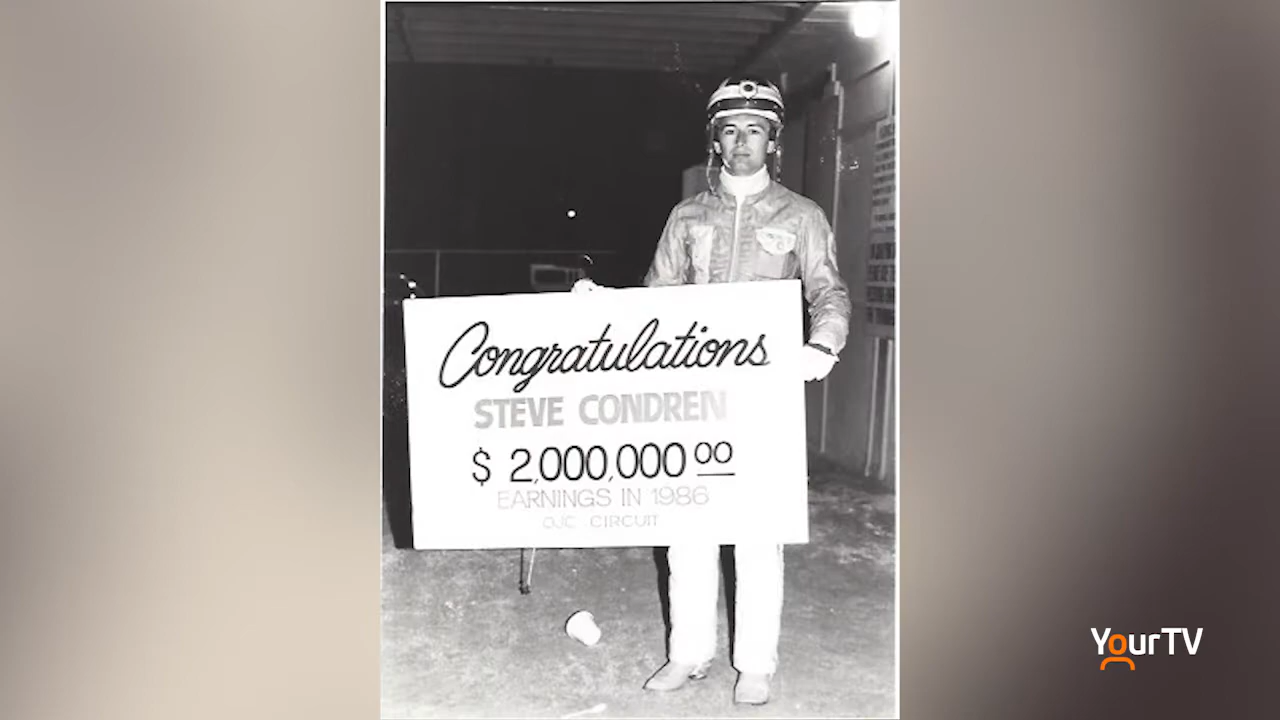 Congratulations
STEVE CONDREN
$ 2,000,000 00
EARNINGS IN 1986
OJC CIRCUIT
YourTV